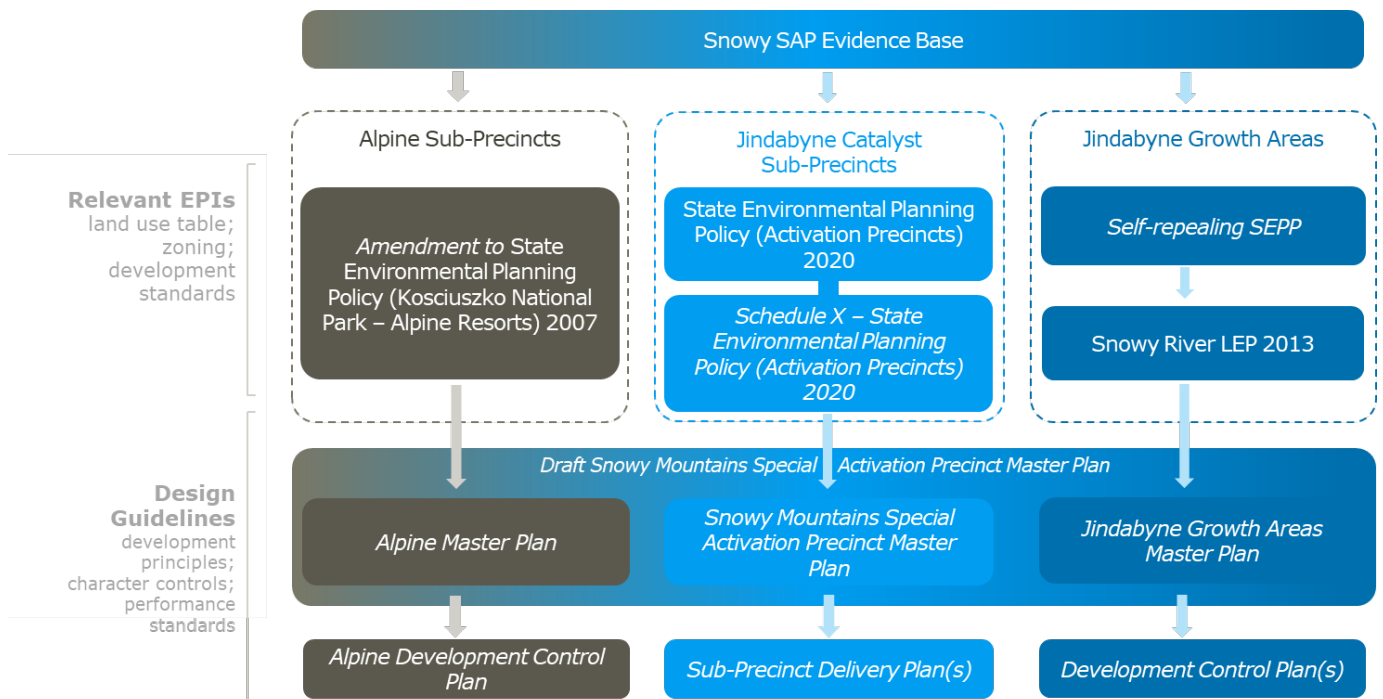 Snowy SAP Evidence Base
Alpine Sub-Precincts
Jindabyne Catalyst
Sub-Precincts
Jindabyne Growth Areas
Relevant EPIs
land use table;
zoning;
development
standards
Amendment to State
Environmental Planning
Policy (Kosciuszko National
Park – Alpine Resorts) 2007
State Environmental Planning
Policy (Activation Precincts)
2020
Schedule X – State
Environmental Planning
Policy (Activation Precincts)
2020
Self-repealing SEPP
Snowy River LEP 2013
Draft Snowy Mountains Special Activation Precinct Master Plan
Design
Guidelines
development
principles;
character controls;
performance
standards
Alpine Master Plan
Snowy Mountains Special
Activation Precinct Master
Plan
Jindabyne Growth Areas
Master Plan
Alpine Development Control
Plan
Sub-Precinct Delivery Plan(s)
Development Control Plan(s)